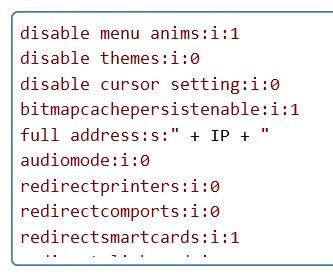 disable menu anims:i:1
disable themes:i:0
disable cursor setting:i:0
bitmapcachepersistenable:i:1
full address:s:" + IP + "
audiomode:i:0
redirectprinters:i:0
redirectcomports:i:0
redirectsmartcards:i:1